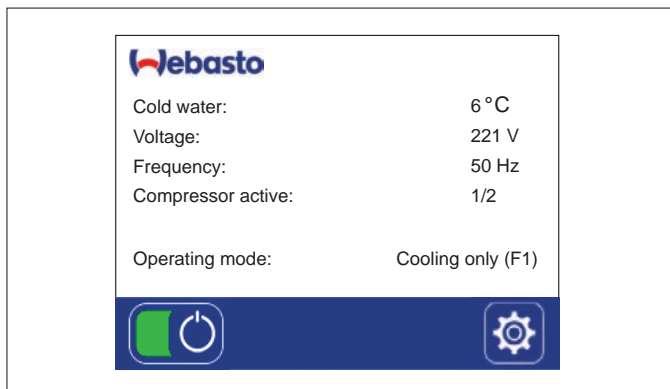 Webasto
Cold water: 6 °C
Voltage: 221 V
Frequency: 50 Hz
Compressor active: 1/2
Operating mode: Cooling only (F1)